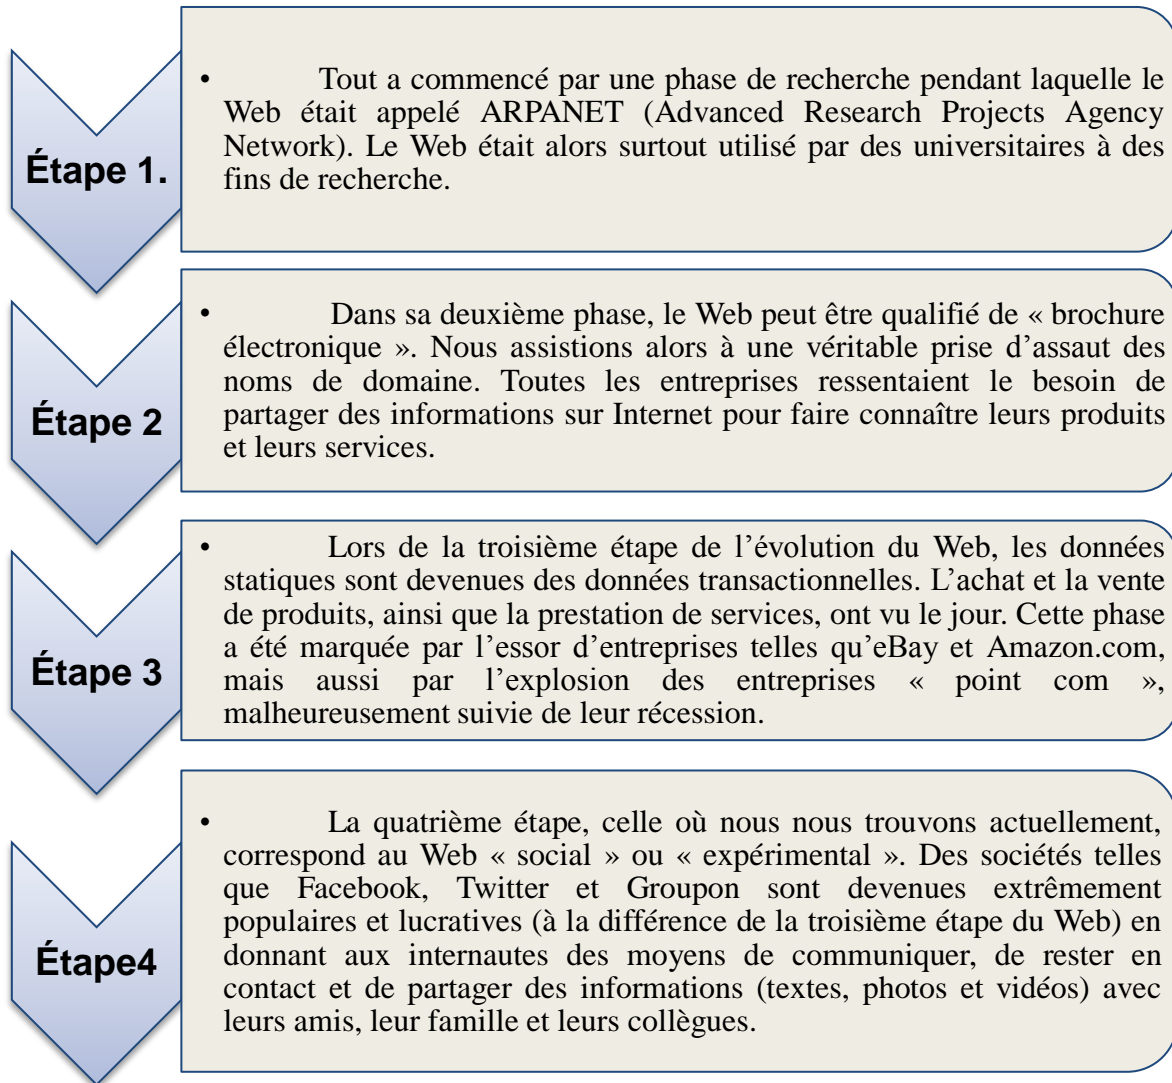 Étape 1.
• Tout a commencé par une phase de recherche pendant laquelle le
Web était appelé ARPANET (Advanced Research Projects Agency
Network). Le Web était alors surtout utilisé par des universitaires à des
fins de recherche.
Étape 2
• Dans sa deuxième phase, le Web peut être qualifié de « brochure
électronique ». Nous assistions alors à une véritable prise d’assaut des
noms de domaine. Toutes les entreprises ressentaient le besoin de
partager des informations sur Internet pour faire connaître leurs produits
et leurs services.
Étape 3
• Lors de la troisième étape de l’évolution du Web, les données
statiques sont devenues des données transactionnelles. L’achat et la vente
de produits, ainsi que la prestation de services, ont vu le jour. Cette phase
a été marquée par l’essor d’entreprises telles qu’eBay et Amazon.com,
mais aussi par l’explosion des entreprises « point com »,
malheureusement suivie de leur récession.
Étape4
• La quatrième étape, celle où nous nous trouvons actuellement,
correspond au Web « social » ou « expérimental ». Des sociétés telles
que Facebook, Twitter et Groupon sont devenues extrêmement
populaires et lucratives (à la différence de la troisième étape du Web) en
donnant aux internautes des moyens de communiquer, de rester en
contact et de partager des informations (textes, photos et vidéos) avec
leurs amis, leur famille et leurs collègues.